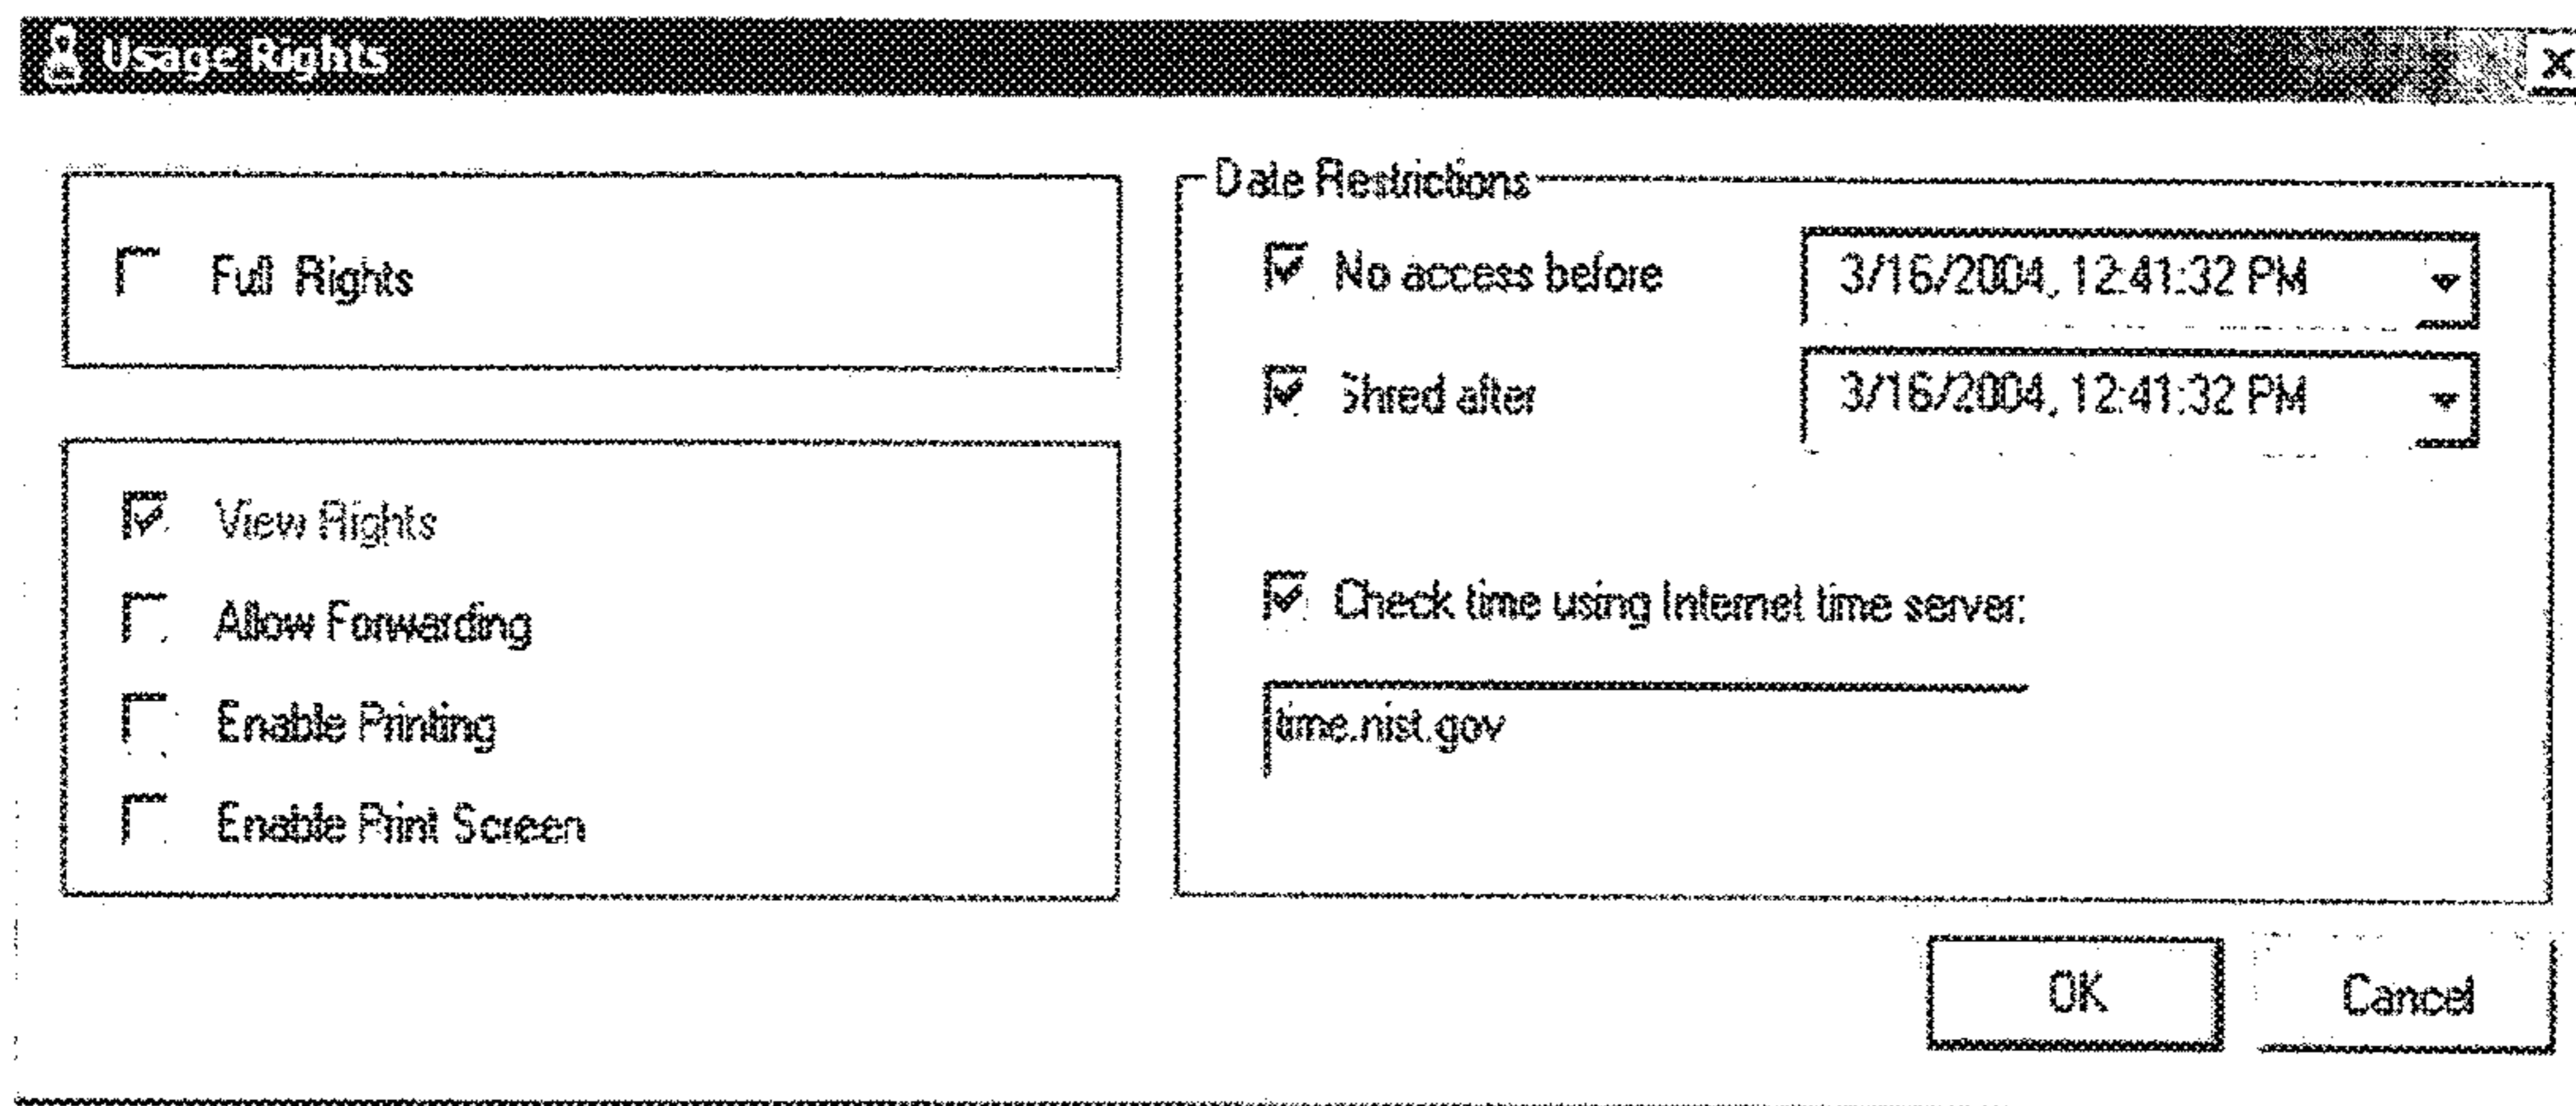 Usage Rights
Full Rights
View Rights
Allow Forwarding
Enable Printing
Enable Print Screen
Date Restrictions
No access before 3/16/2004, 12:41:32 PM
Shred after 3/16/2004, 12:41:32 PM
Check time using Internet time server:
time.nist.gov
OK Cancel